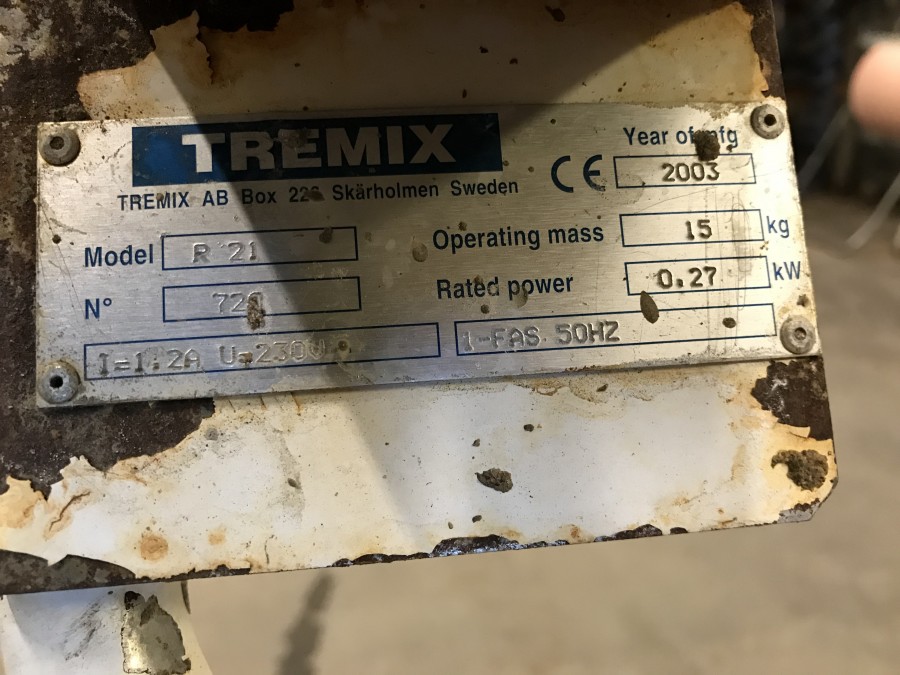 TREMIX
TREMIX AB Box Skärholmen Sweden
Year of mfg
CE 2003
Model R 21
Operating mass 15 kg
N°
Rated power 0.27 kW
I=1.2A U=230V
1-FAS 50HZ